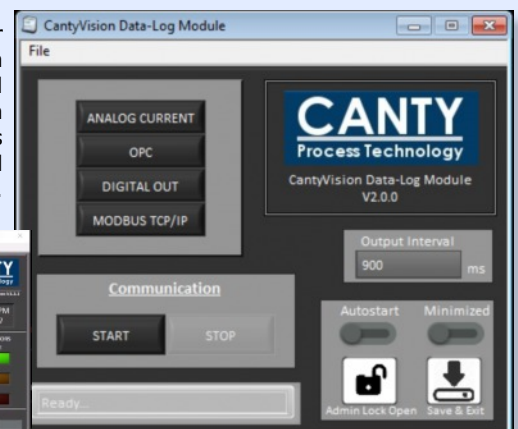 CantyVision Data-Log Module
File
ANALOG CURRENT
OPC
DIGITAL OUT
MODBUS TCP/IP
CANTY
Process Technology
CantyVision Data-Log Module
V2.0.0
Output Interval
900 ms
Communication
START STOP
Autostart Minimized
Ready...
Admin Lock Open Save & Exit